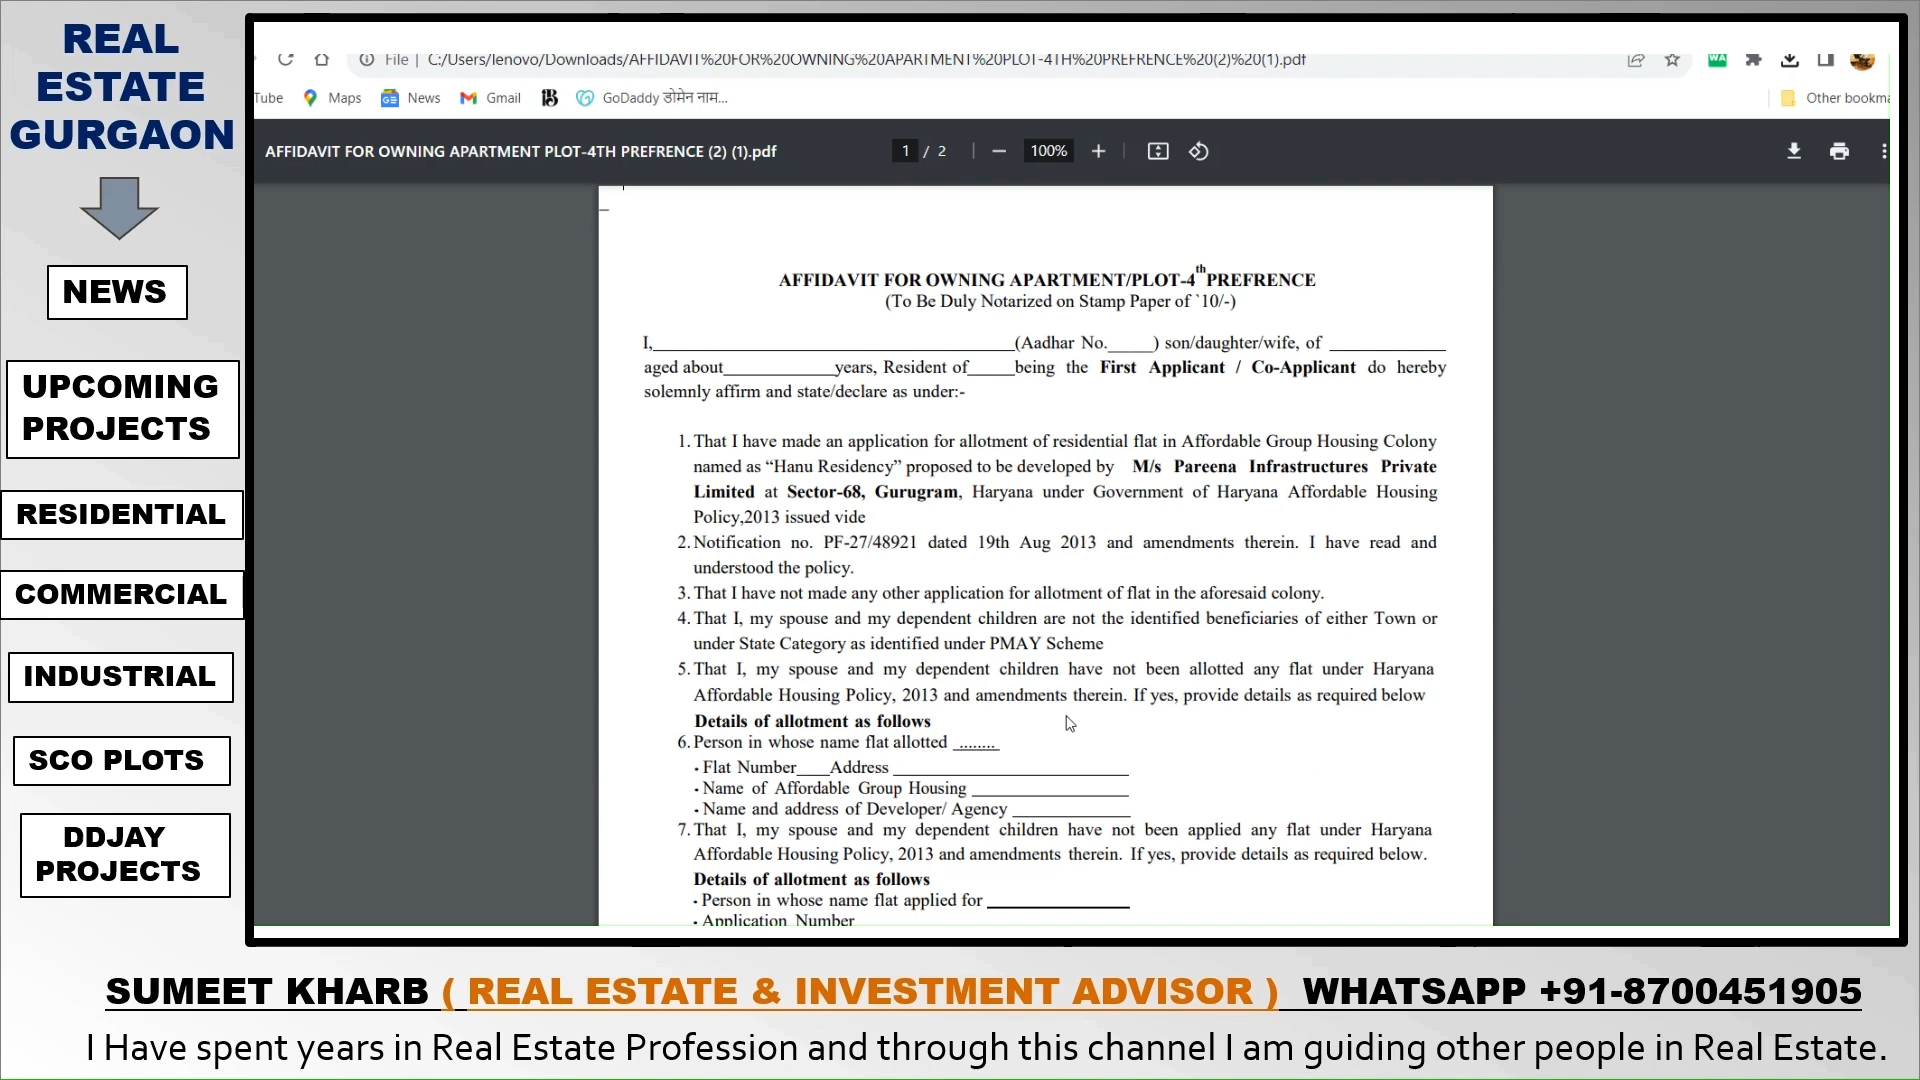 REAL
ESTATE
GURGAON
NEWS
UPCOMING
PROJECTS
RESIDENTIAL
COMMERCIAL
INDUSTRIAL
SCO PLOTS
DDJAY
PROJECTS
File | C:/Users/lenovo/Downloads/AFFIDAVIT%20FOR%20OWNING%20APARTMENT%20PLOT-4TH%20PREFRENCE%20(2)%20(1).pdf
WA
Tube Maps News Gmail GoDaddy डोमेन नाम... Other bookma
AFFIDAVIT FOR OWNING APARTMENT PLOT-4TH PREFRENCE (2) (1).pdf 1 / 2 100%
AFFIDAVIT FOR OWNING APARTMENT/PLOT-4thPREFRENCE
(To Be Duly Notarized on Stamp Paper of `10/-)
I,______________(Aadhar No._____) son/daughter/wife, of ____________
aged about____________years, Resident of_____being the First Applicant / Co-Applicant do hereby
solemnly affirm and state/declare as under:-
1. That I have made an application for allotment of residential flat in Affordable Group Housing Colony
named as “Hanu Residency” proposed to be developed by M/s Pareena Infrastructures Private
Limited at Sector-68, Gurugram, Haryana under Government of Haryana Affordable Housing
Policy,2013 issued vide
2. Notification no. PF-27/48921 dated 19th Aug 2013 and amendments therein. I have read and
understood the policy.
3. That I have not made any other application for allotment of flat in the aforesaid colony.
4. That I, my spouse and my dependent children are not the identified beneficiaries of either Town or
under State Category as identified under PMAY Scheme
5. That I, my spouse and my dependent children have not been allotted any flat under Haryana
Affordable Housing Policy, 2013 and amendments therein. If yes, provide details as required below
Details of allotment as follows
6. Person in whose name flat allotted ........
• Flat Number____Address ____________
• Name of Affordable Group Housing ____________
• Name and address of Developer/ Agency ____________
7. That I, my spouse and my dependent children have not been applied any flat under Haryana
Affordable Housing Policy, 2013 and amendments therein. If yes, provide details as required below.
Details of allotment as follows
• Person in whose name flat applied for ____________
• Application Number
SUMEET KHARB ( REAL ESTATE & INVESTMENT ADVISOR ) WHATSAPP +91-8700451905
I Have spent years in Real Estate Profession and through this channel I am guiding other people in Real Estate.